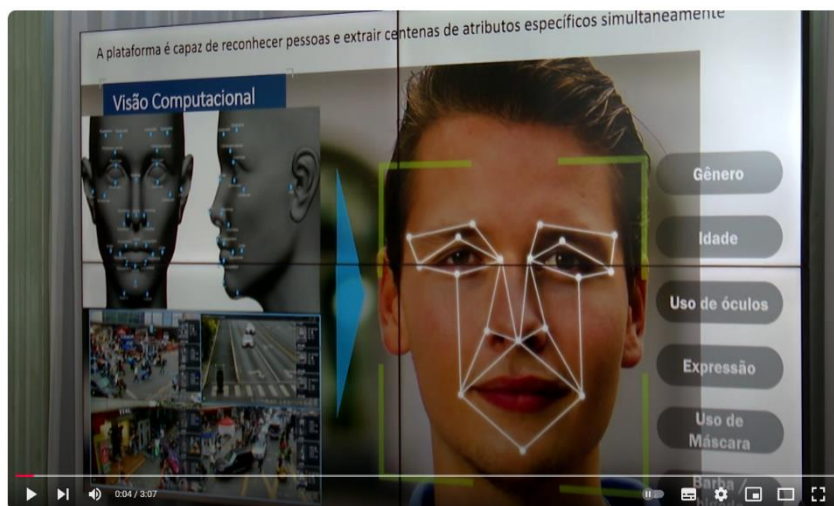 A plataforma é capaz de reconhecer pessoas e extrair centenas de atributos específicos simultaneamente
Visão Computacional
Gênero
Idade
Uso de óculos
Expressão
Uso de
Máscara
Barba /
0:04 / 3:07